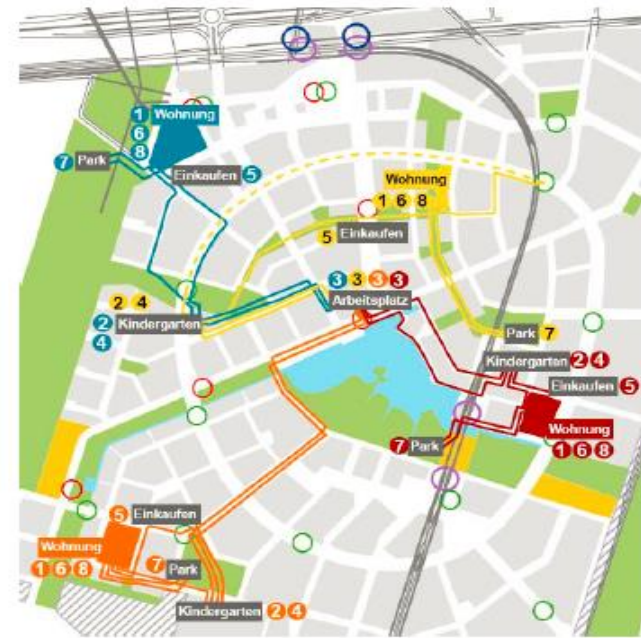 1 Wohnung
6
8
7 Park
Einkaufen 5
Wohnung
1 6 8
5 Einkaufen
3 3 3 3
Arbeitsplatz
2 4
2 Kindergarten
4
Park 7
Kindergarten 2 4
Einkaufen 5
Wohnung
1 6 8
7 Park
5 Einkaufen
Wohnung
1 6 8
7
Park
Kindergarten 2 4